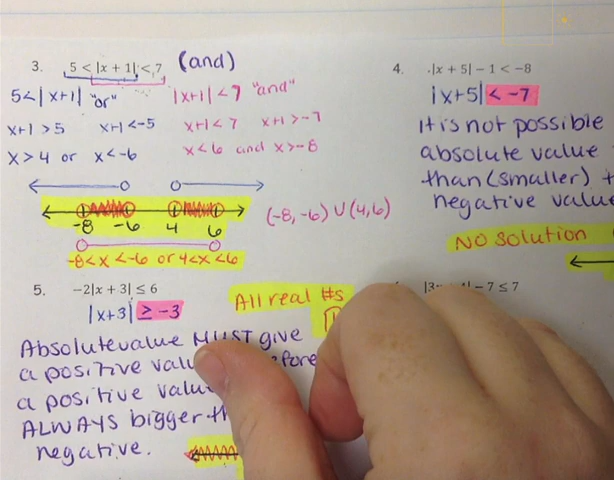 3. 5 < |x + 1| < 7 (and)
5 < |x+1| "or"
x+1 > 5 x+1 < -5
x > 4 or x < -6
|x+1| < 7 "and"
x+1 < 7 x+1 > -7
x < 6 and x > -8
-8 -6 4 6
(-8, -6) U (4, 6)
-8 < x < -6 or 4 < x < 6
4. |x + 5| − 1 < −8
|x+5| < -7
It is not possible
absolute value
than (smaller)
negative value
NO Solution
5. −2|x + 3| ≤ 6
|x+3| ≥ -3
All real #s
Absolute value MUST give
a positive
a positive
ALWAYS bigger
negative.
− 7 ≤ 7